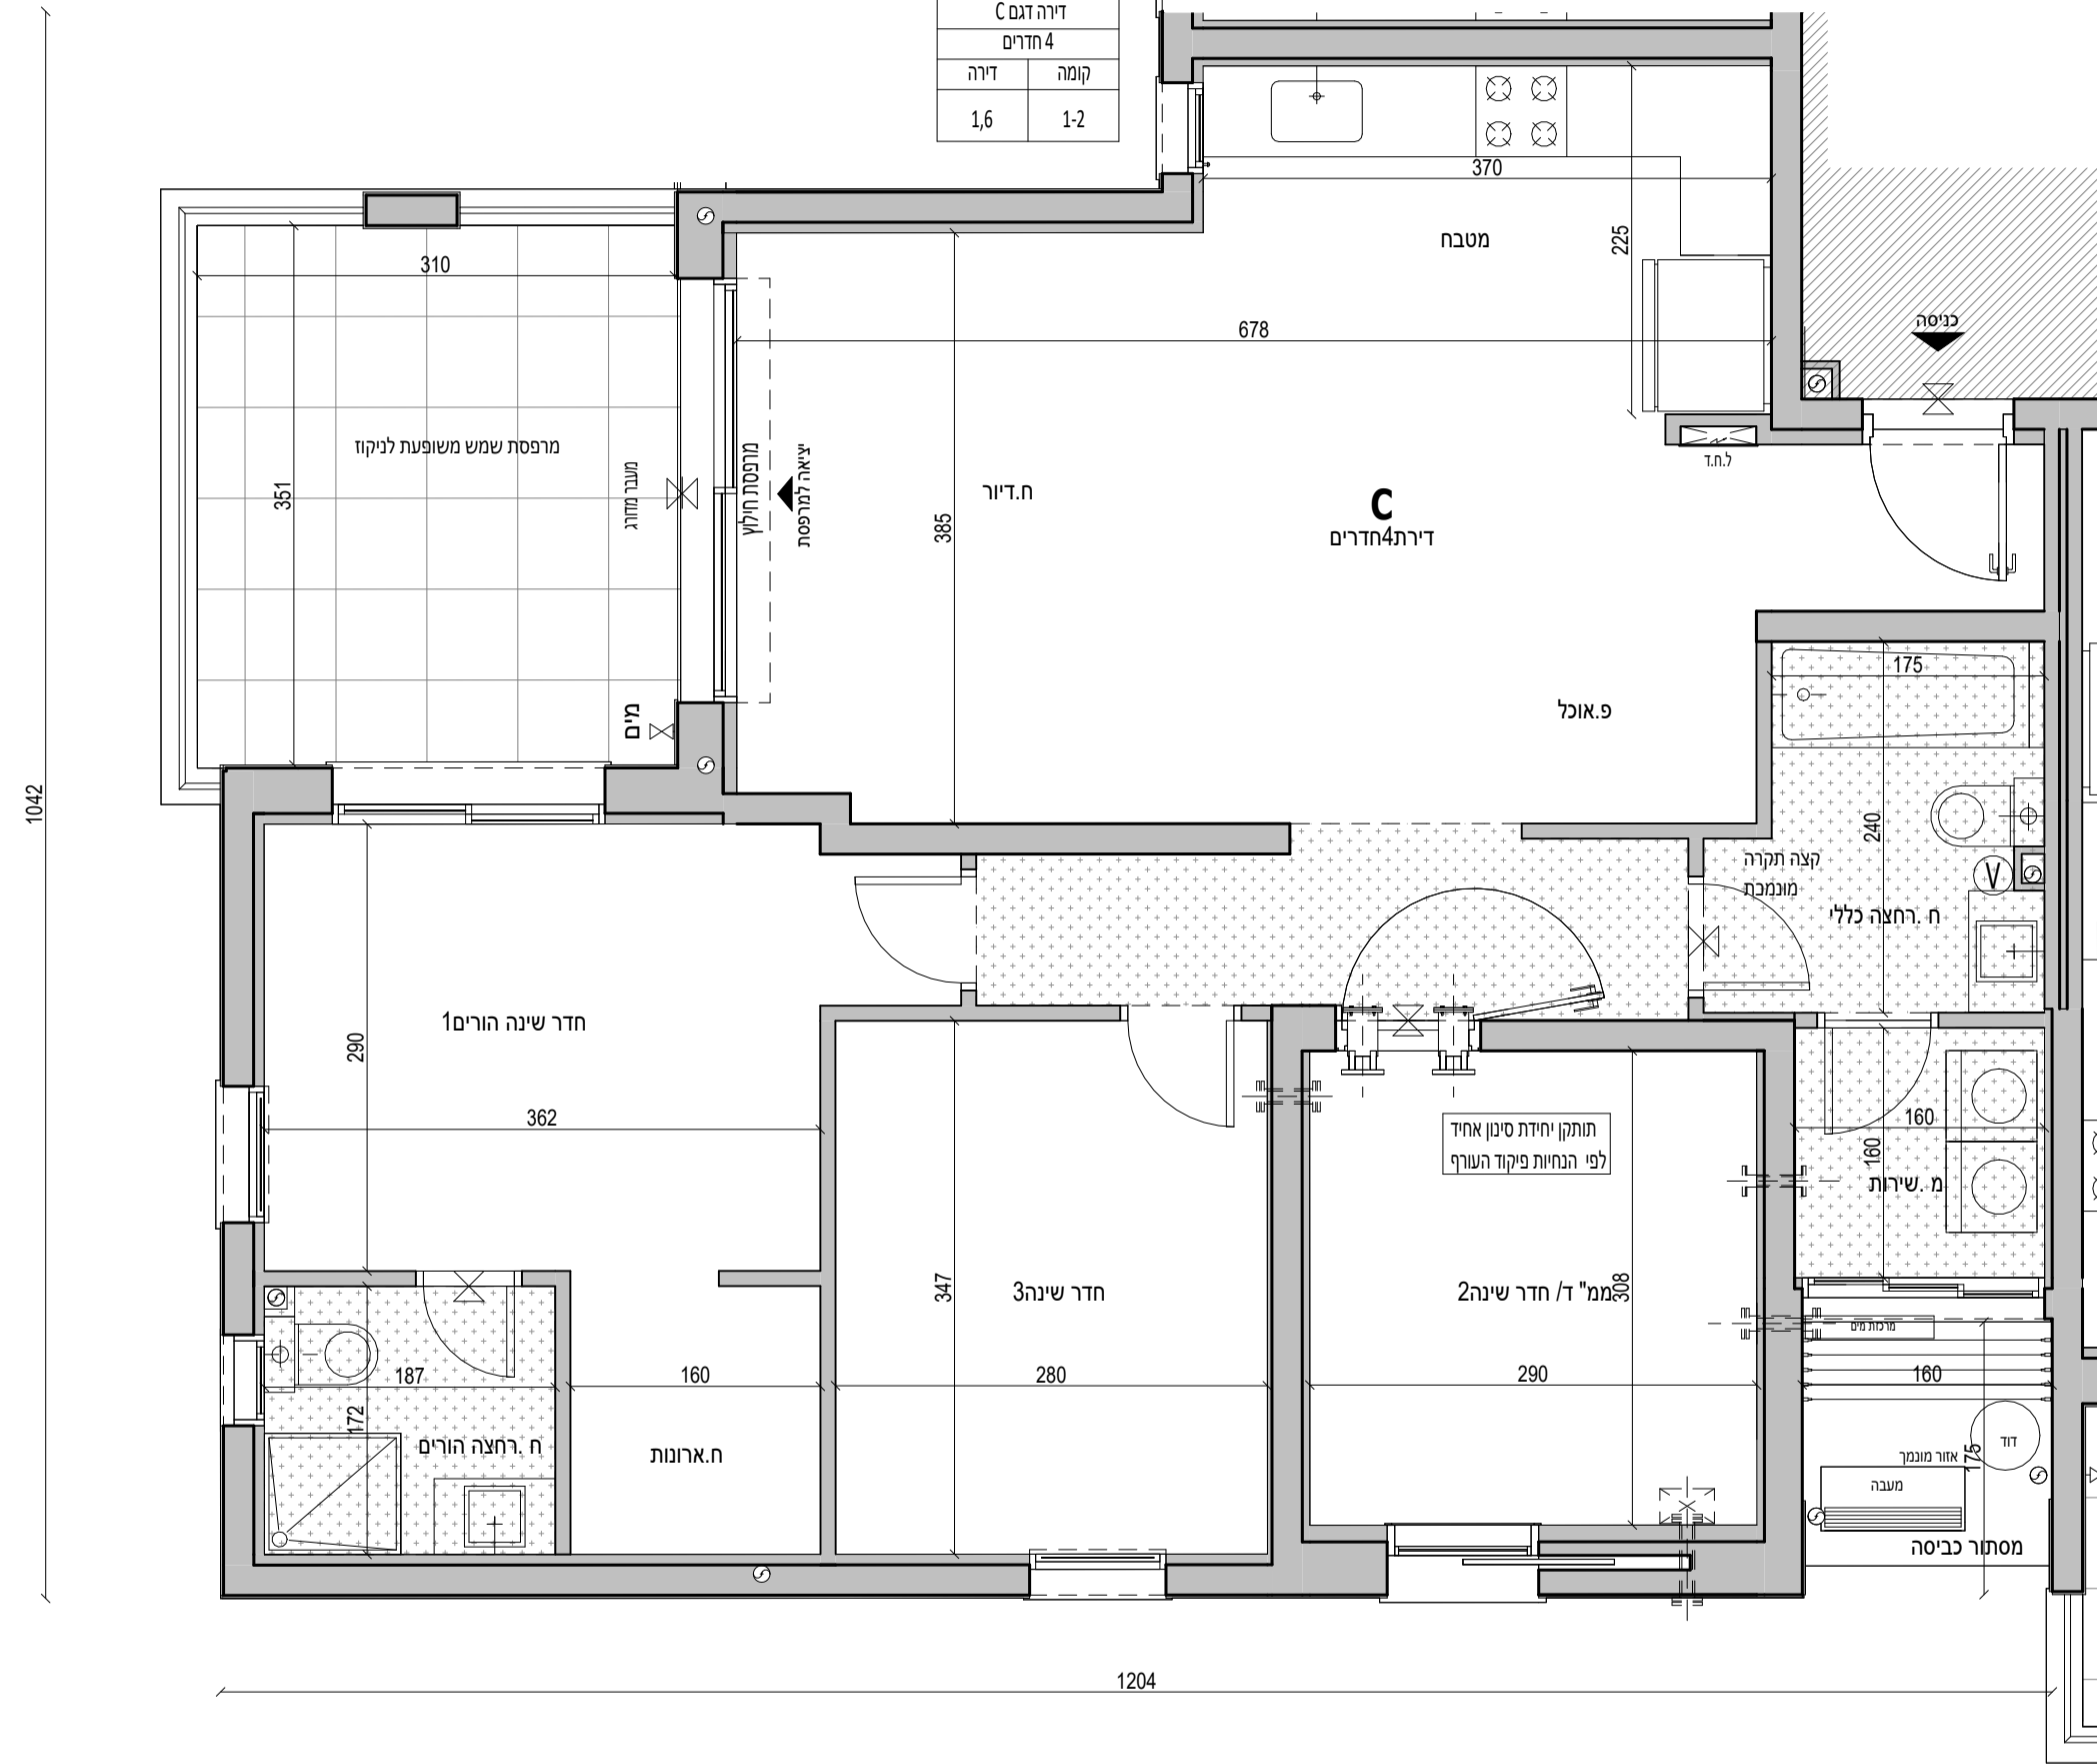 דירה דגם C
4 חדרים
קומה דירה
1-2 1,6
370
מטבח
225
310
678
כניסה
מרפסת שמש משופעת לניקוז
351
מעבר מדורג
מרפסת חילוץ
יציאה למרפסת
ח.דיור
385
C
דירת4חדרים
ל.ח.ד
מים
פ.אוכל
175
240
קצה תקרה
מונמכת
V
ח .רחצה כללי
1042
חדר שינה הורים1
290
362
תותקן יחידת סינון אחיד
לפי הנחיות פיקוד העורף
160
160
מ .שירות
חדר שינה3
347
ממ" ד/ חדר שינה2
308
מרכזת מים
187
172
160
280
290
160
ח .רחצה הורים
ח.ארונות
דוד
אזור מונמך
175
מעבה
מסתור כביסה
1204